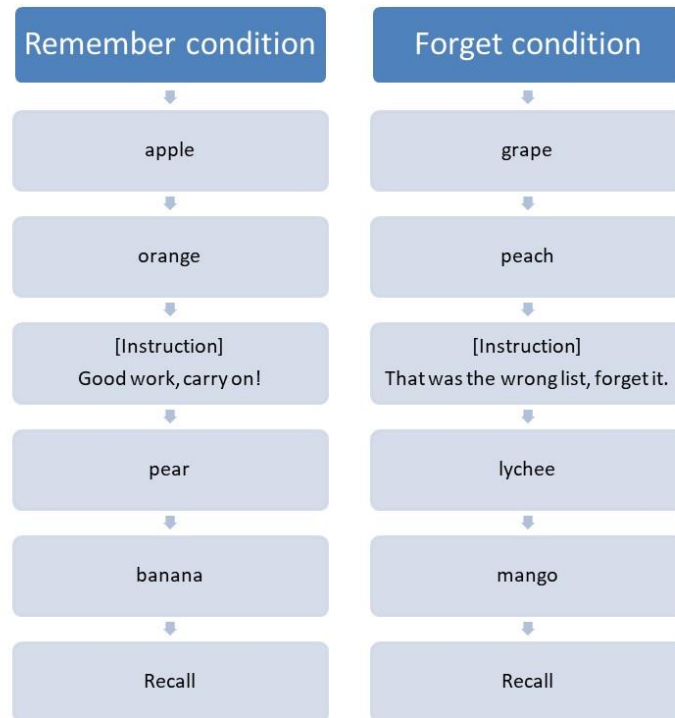 Remember condition
apple
orange
[Instruction]
Good work, carry on!
pear
banana
Recall
Forget condition
grape
peach
[Instruction]
That was the wrong list, forget it.
lychee
mango
Recall